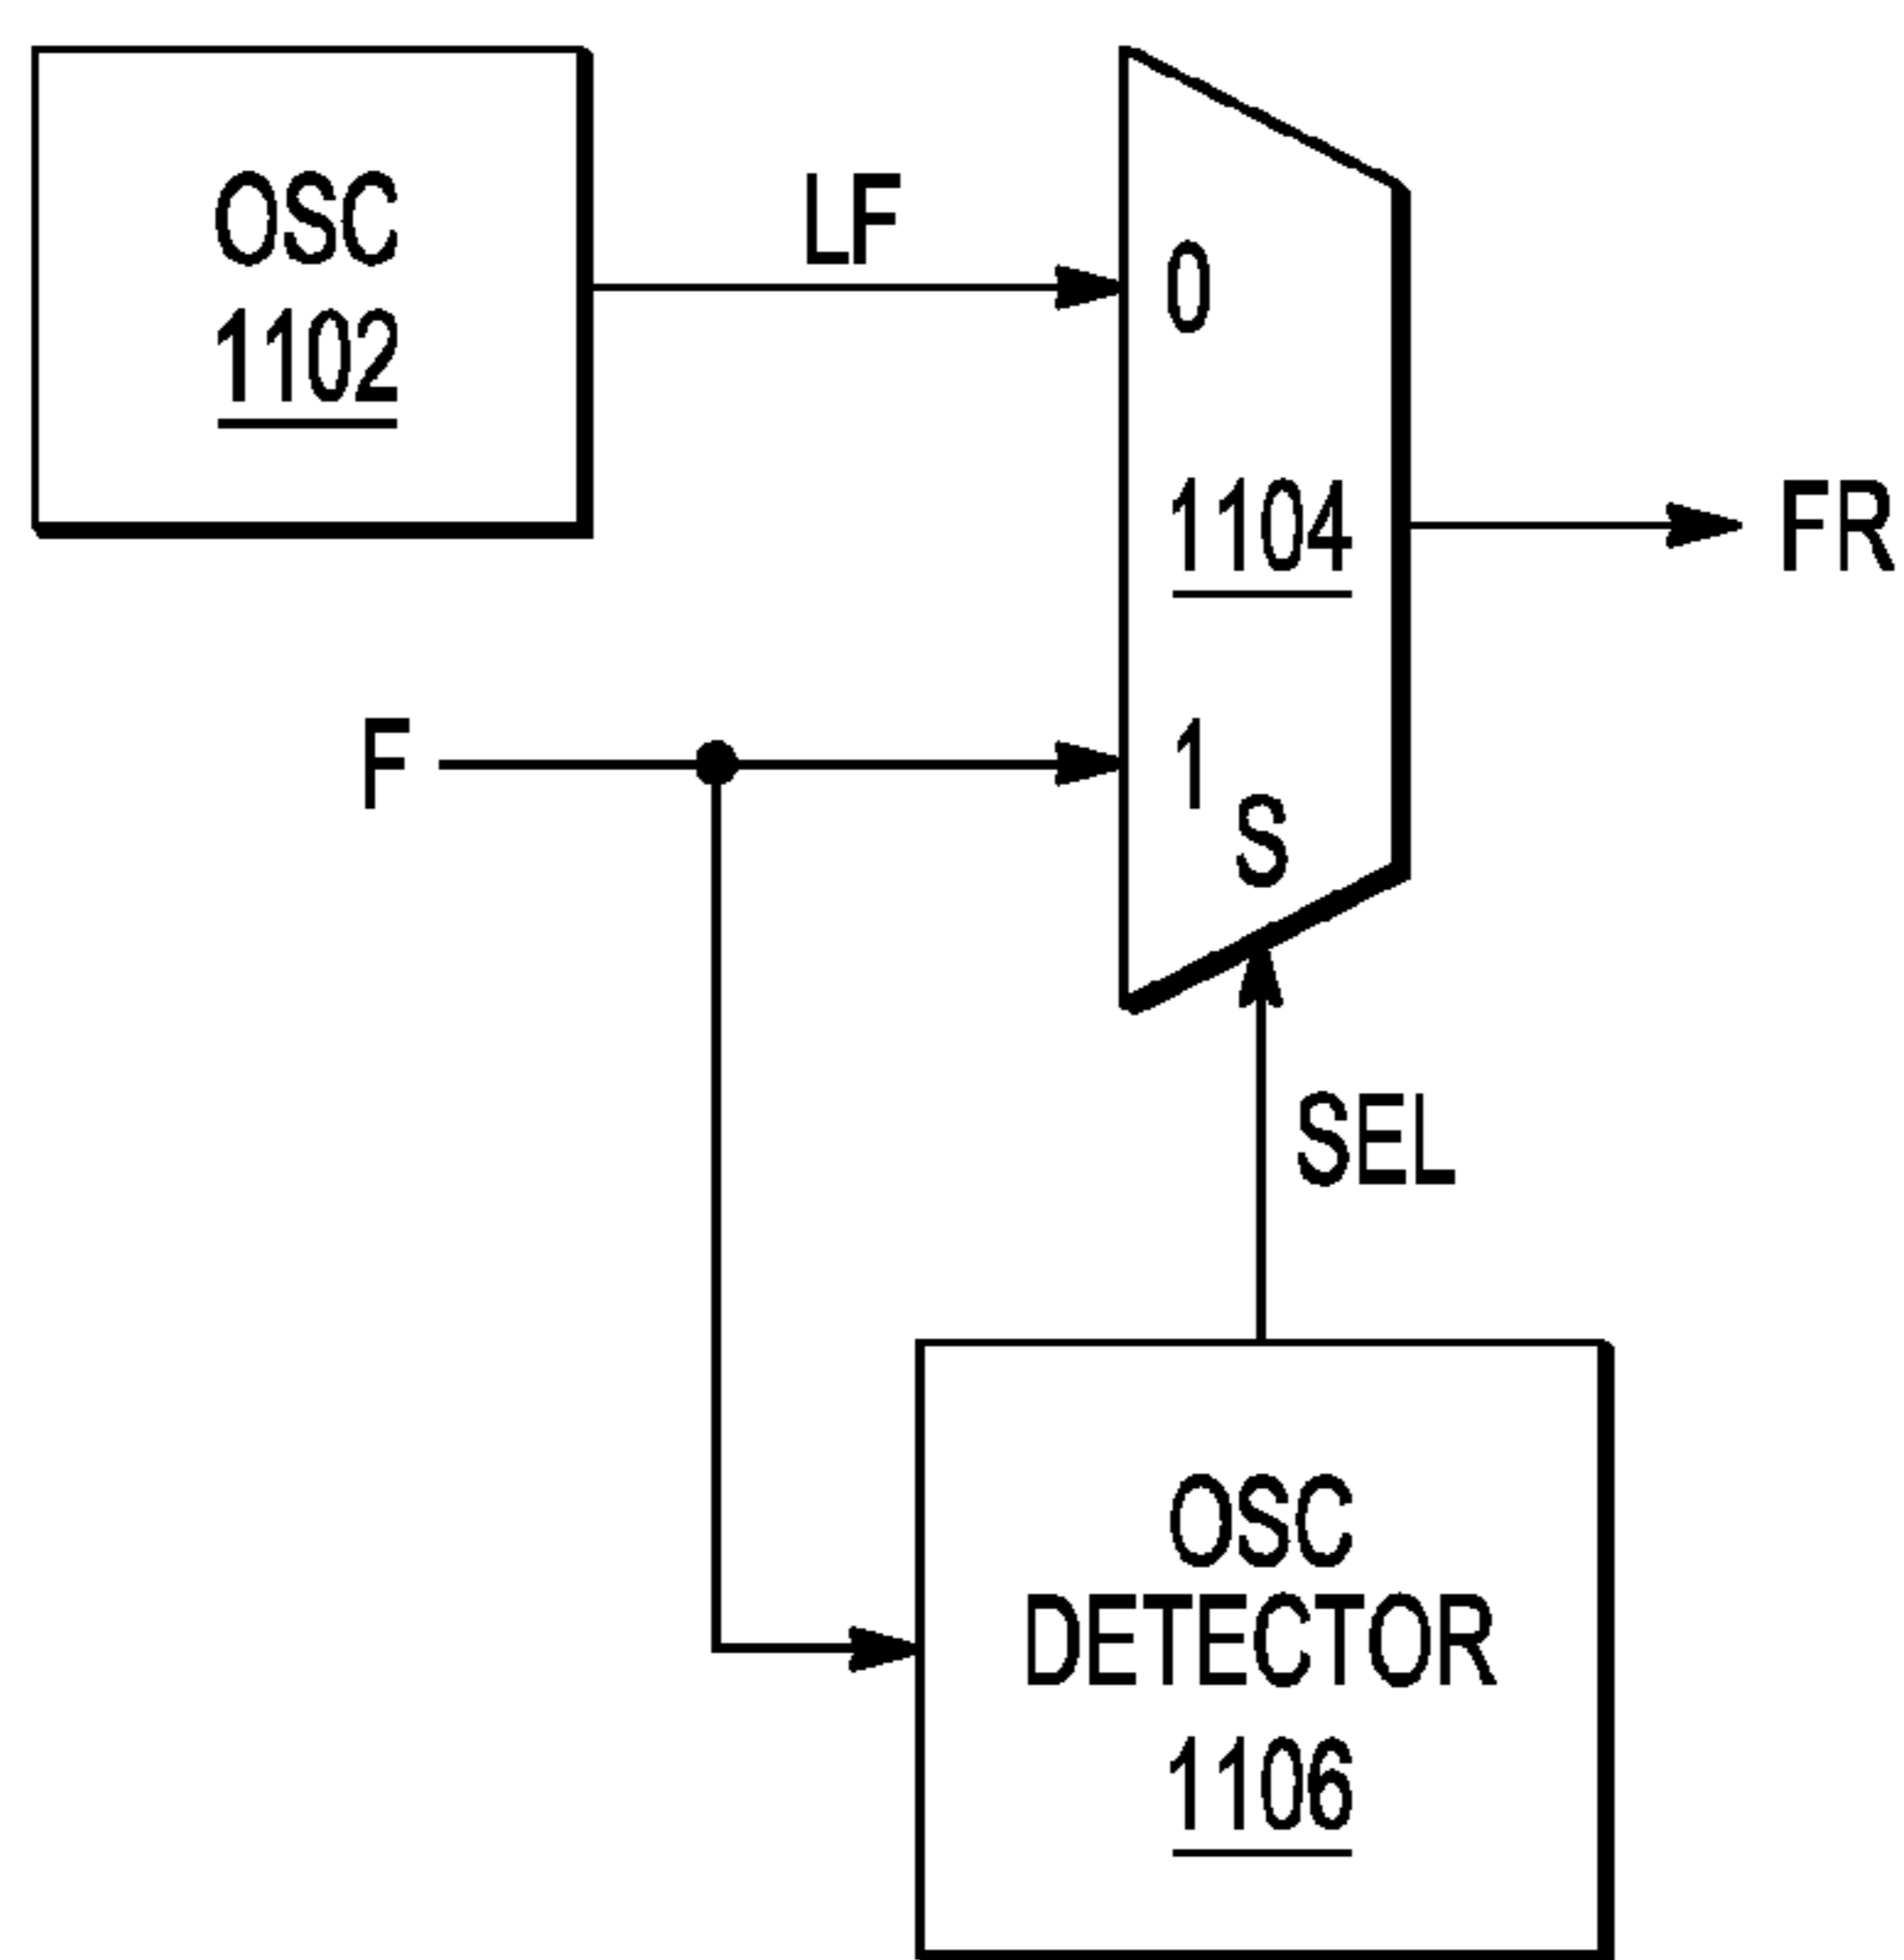 OSC
1102
LF
0
1104
FR
F
1
S
SEL
OSC
DETECTOR
1106